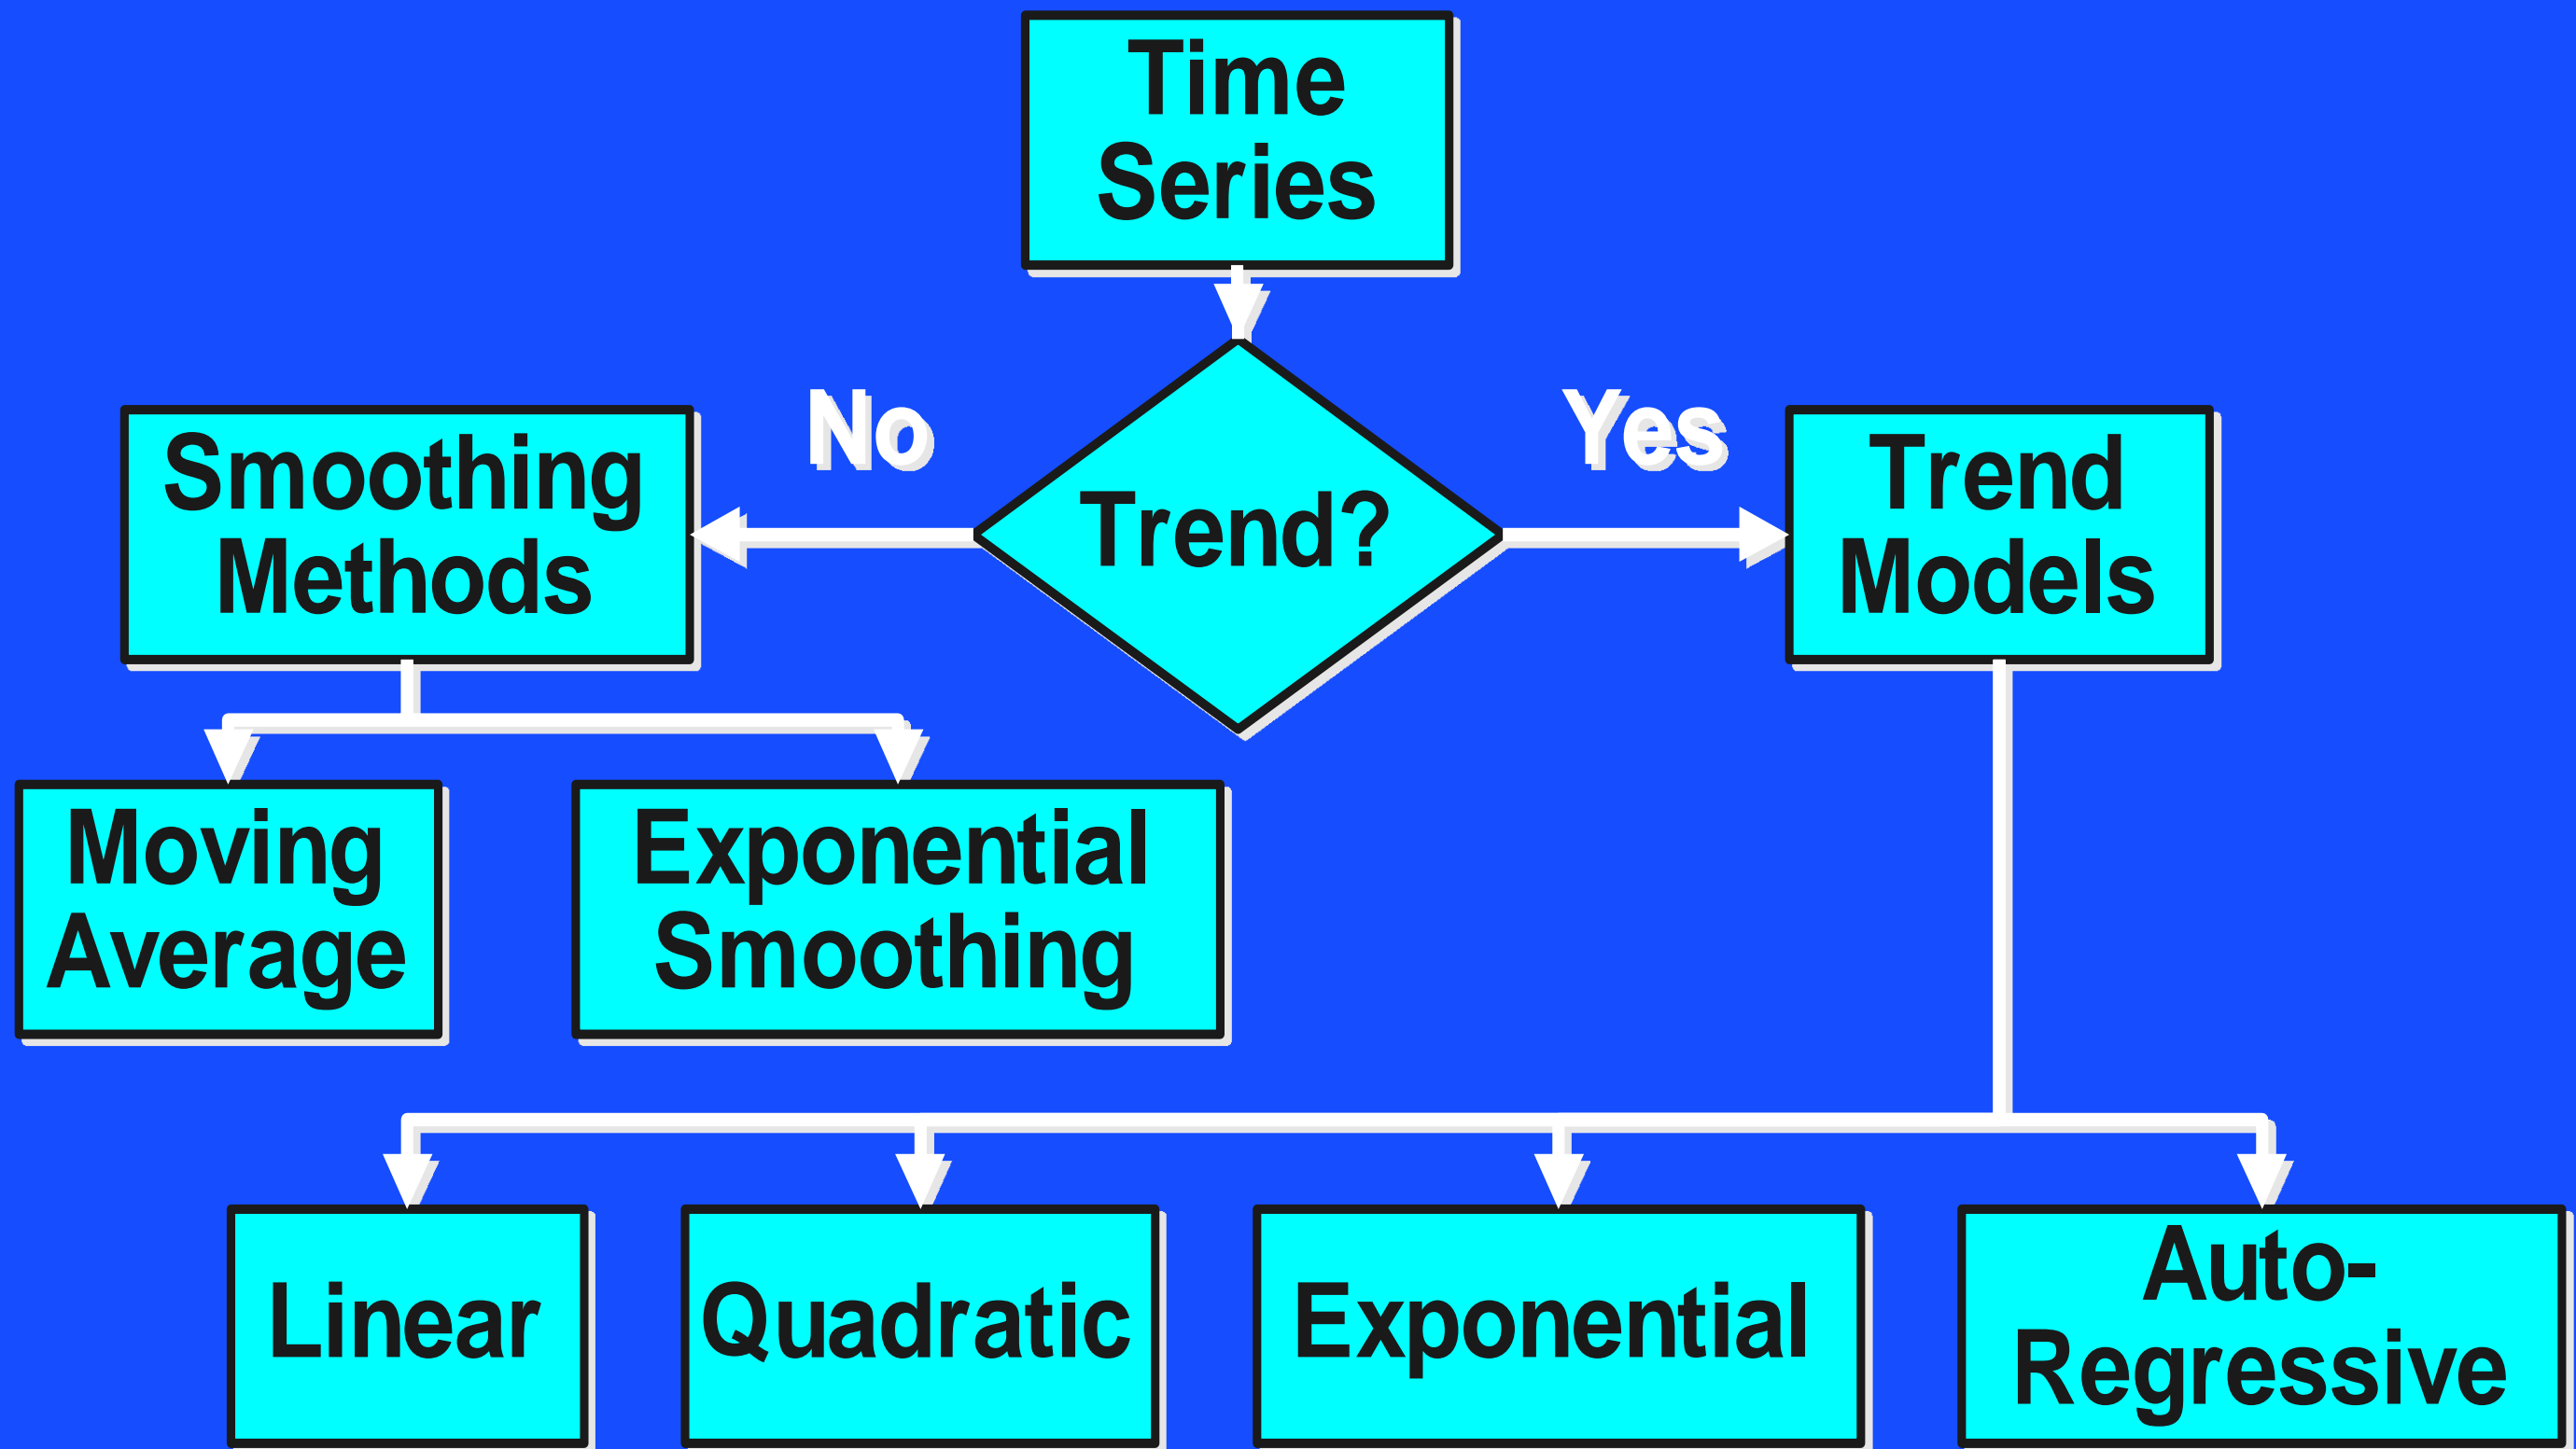 Time
Series
No
Yes
Smoothing
Methods
Trend?
Trend
Models
Moving
Average
Exponential
Smoothing
Linear
Quadratic
Exponential
Auto-
Regressive